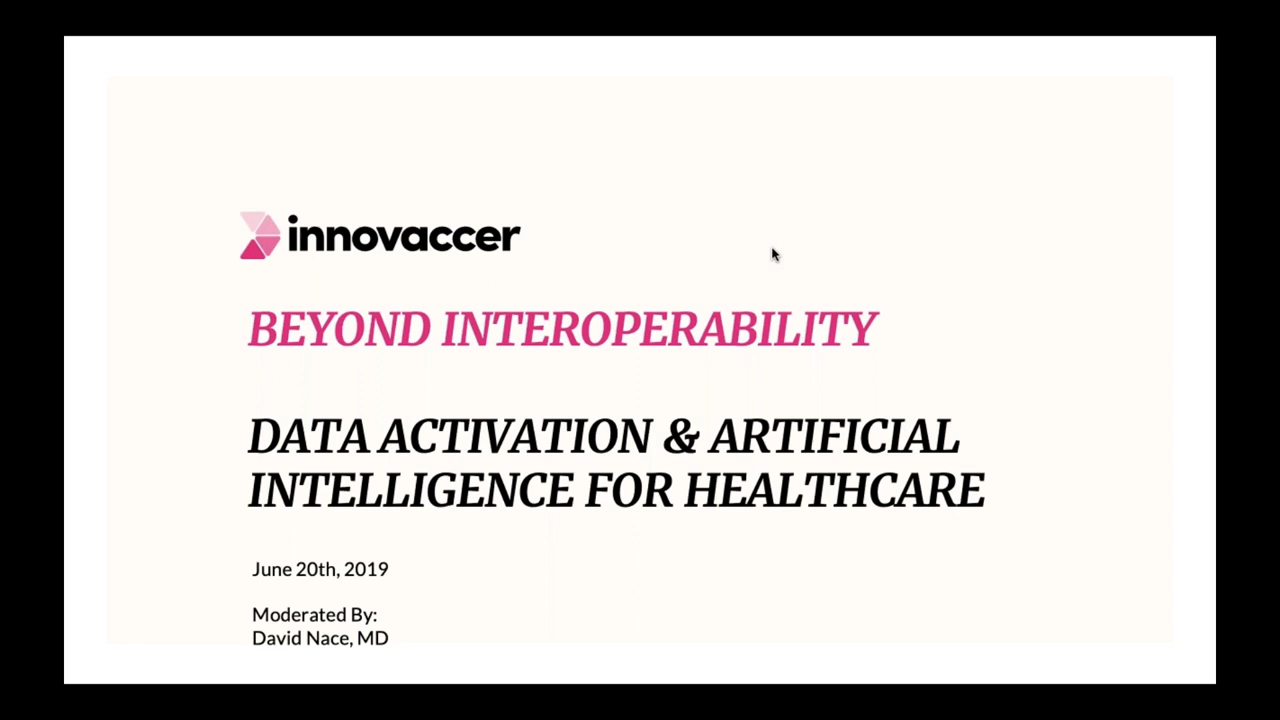 innovaccer
BEYOND INTEROPERABILITY
DATA ACTIVATION & ARTIFICIAL
INTELLIGENCE FOR HEALTHCARE
June 20th, 2019
Moderated By:
David Nace, MD